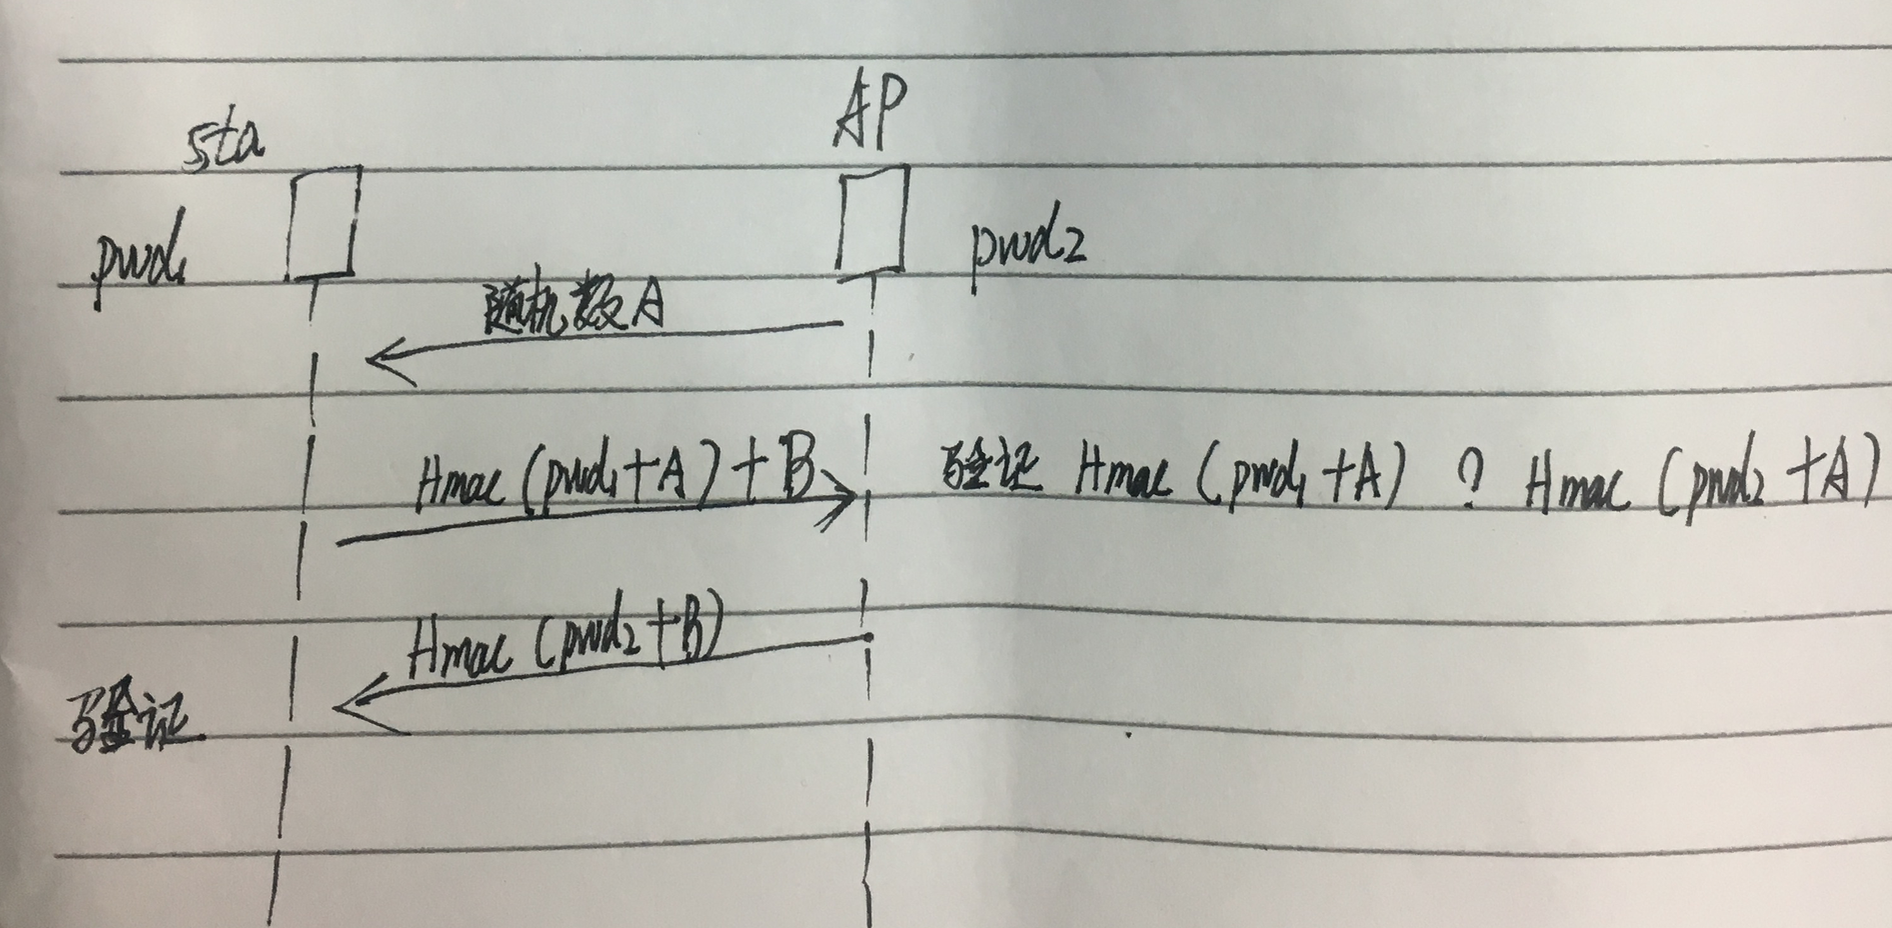 sta
AP
pwd1
pwd2
随机数A
Hmac (pwd1+A) + B
验证 Hmac (pwd1+A) ? Hmac (pwd2+A)
Hmac (pwd2+B)
验证